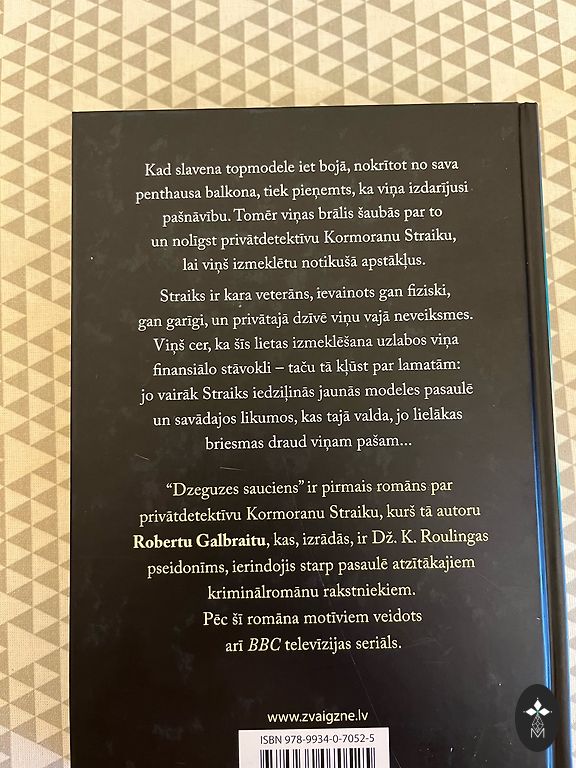 Kad slavena topmodele iet bojā, nokrītot no sava
penthausa balkona, tiek pieņemts, ka viņa izdarījusi
pašnāvību. Tomēr viņas brālis šaubās par to
un nolīgst privātdetektīvu Kormoranu Straiku,
lai viņš izmeklētu notikušā apstākļus.
Straiks ir kara veterāns, ievainots gan fiziski,
gan garīgi, un privātajā dzīvē viņu vajā neveiksmes.
Viņš cer, ka šīs lietas izmeklēšana uzlabos viņa
finansiālo stāvokli – taču tā kļūst par lamatām:
jo vairāk Straiks iedziļinās jaunās modeles pasaulē
un savādajos likumos, kas tajā valda, jo lielākas
briesmas draud viņam pašam...
“Dzeguzes sauciens” ir pirmais romāns par
privātdetektīvu Kormoranu Straiku, kurš tā autoru
Robertu Galbraitu, kas, izrādās, ir Dž. K. Roulingas
pseidonīms, ierindojis starp pasaulē atzītākajiem
kriminālromānu rakstniekiem.
Pēc šī romāna motīviem veidots
arī BBC televīzijas seriāls.
www.zvaigzne.lv
ISBN 978-9934-0-7052-5